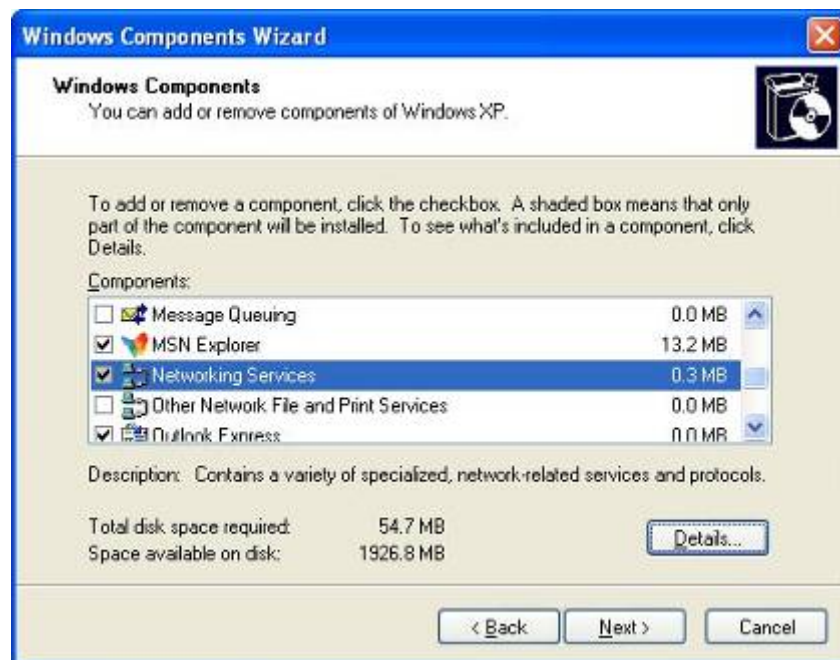 Windows Components Wizard
Windows Components
You can add or remove components of Windows XP.
To add or remove a component, click the checkbox. A shaded box means that only
part of the component will be installed. To see what's included in a component, click
Details.
Components:
Message Queuing 0.0 MB
MSN Explorer 13.2 MB
Networking Services 0.3 MB
Other Network File and Print Services 0.0 MB
Outlook Express 0.0 MB
Description: Contains a variety of specialized, network-related services and protocols.
Total disk space required: 54.7 MB
Space available on disk: 1926.8 MB
Details...
< Back Next > Cancel